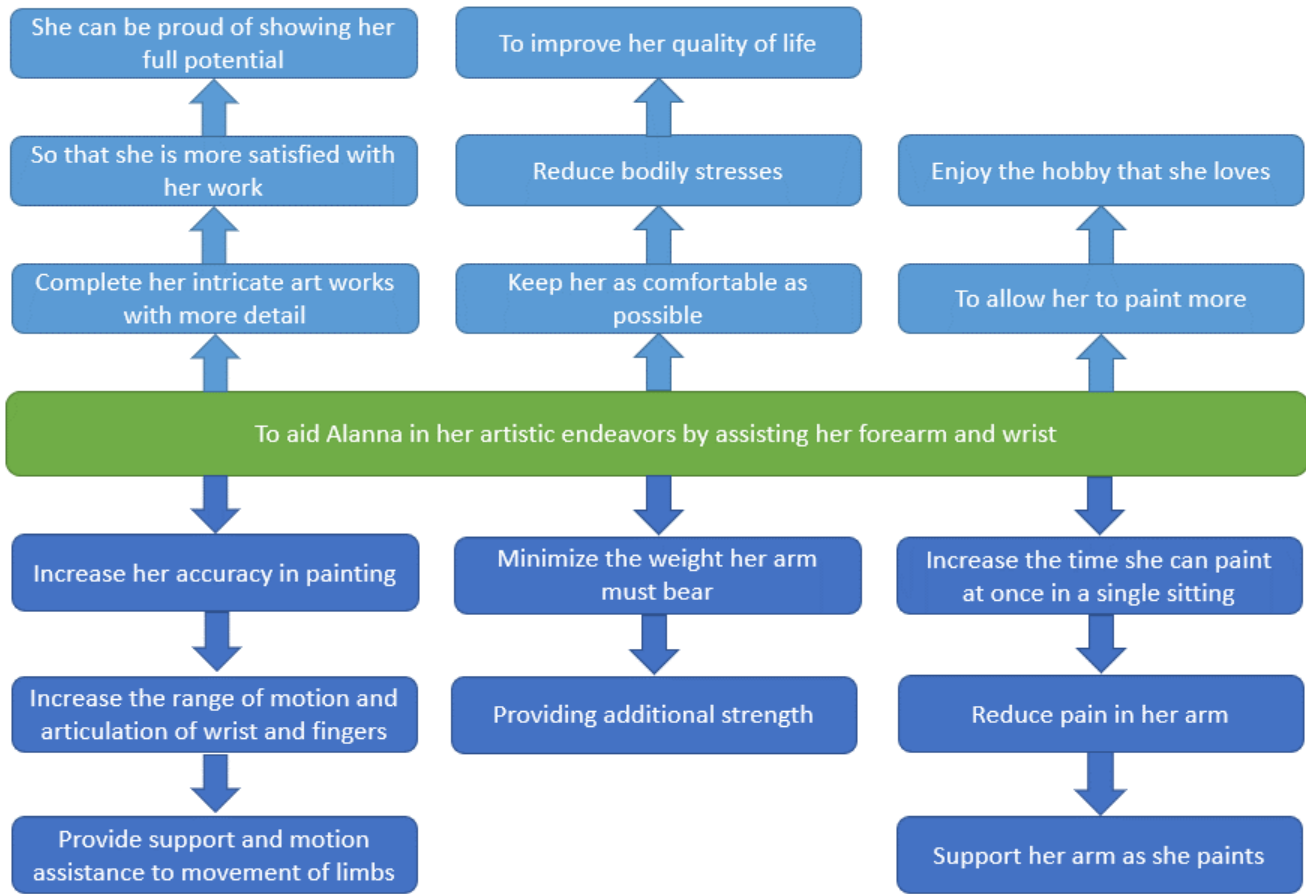 She can be proud of showing her
full potential
To improve her quality of life
So that she is more satisfied with
her work
Reduce bodily stresses
Enjoy the hobby that she loves
Complete her intricate art works
with more detail
Keep her as comfortable as
possible
To allow her to paint more
To aid Alanna in her artistic endeavors by assisting her forearm and wrist
Increase her accuracy in painting
Minimize the weight her arm
must bear
Increase the time she can paint
at once in a single sitting
Increase the range of motion and
articulation of wrist and fingers
Providing additional strength
Reduce pain in her arm
Provide support and motion
assistance to movement of limbs
Support her arm as she paints